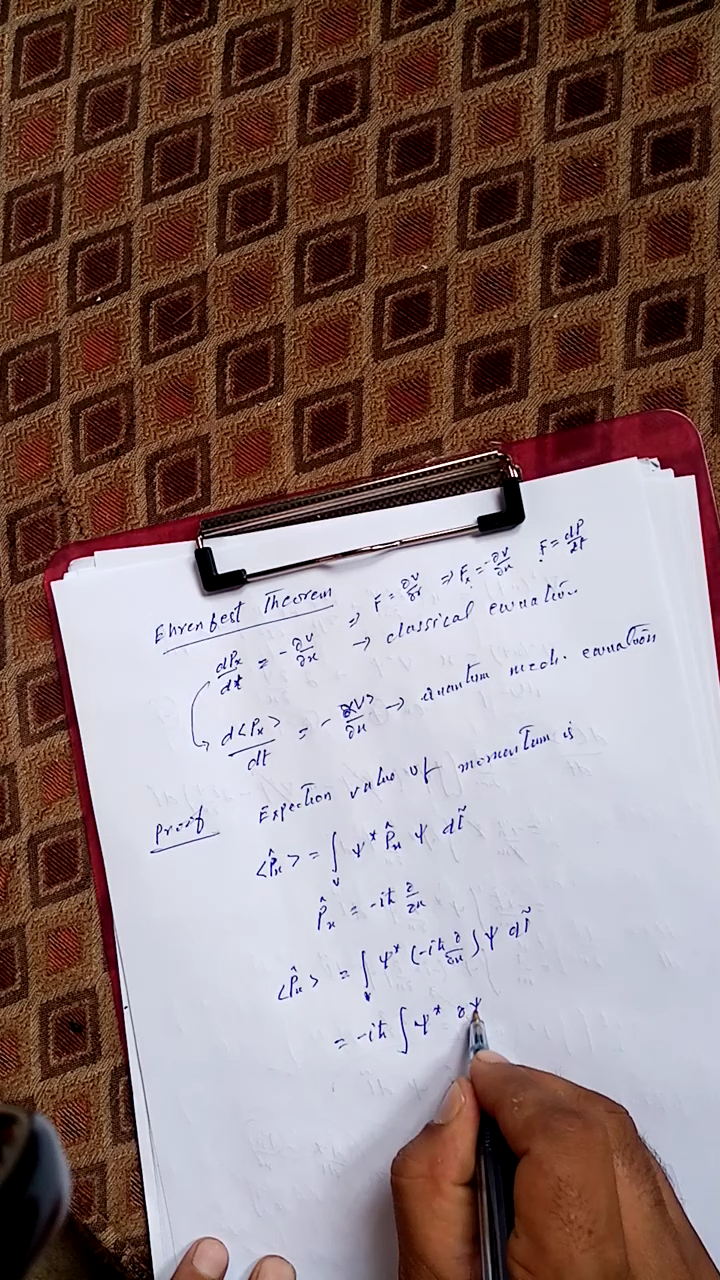 Ehrenfest Theorem ⇒ F = ∂V/∂r ⇒ Fₓ = -∂V/∂x F = dP/dt
dPₓ/dt = -∂V/∂x → classical equation
d<Pₓ>/dt = -∂<V>/∂x → Quantum mech. equation
Proof Expection value of momentum is
<P̂ₓ> = ∫ᵥ ψ* P̂ₓ ψ dτ̃
P̂ₓ = -iħ ∂/∂x
<P̂ₓ> = ∫ᵥ ψ* (-iħ ∂/∂x) ψ dτ̃
= -iħ ∫ ψ* ∂ψ